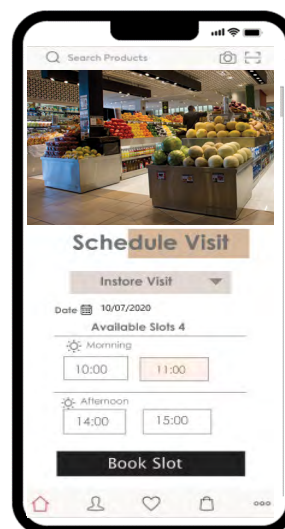 Search Products
Schedule Visit
Instore Visit
Date 10/07/2020
Available Slots 4
Mornning
10:00 11:00
Afternoon
14:00 15:00
Book Slot